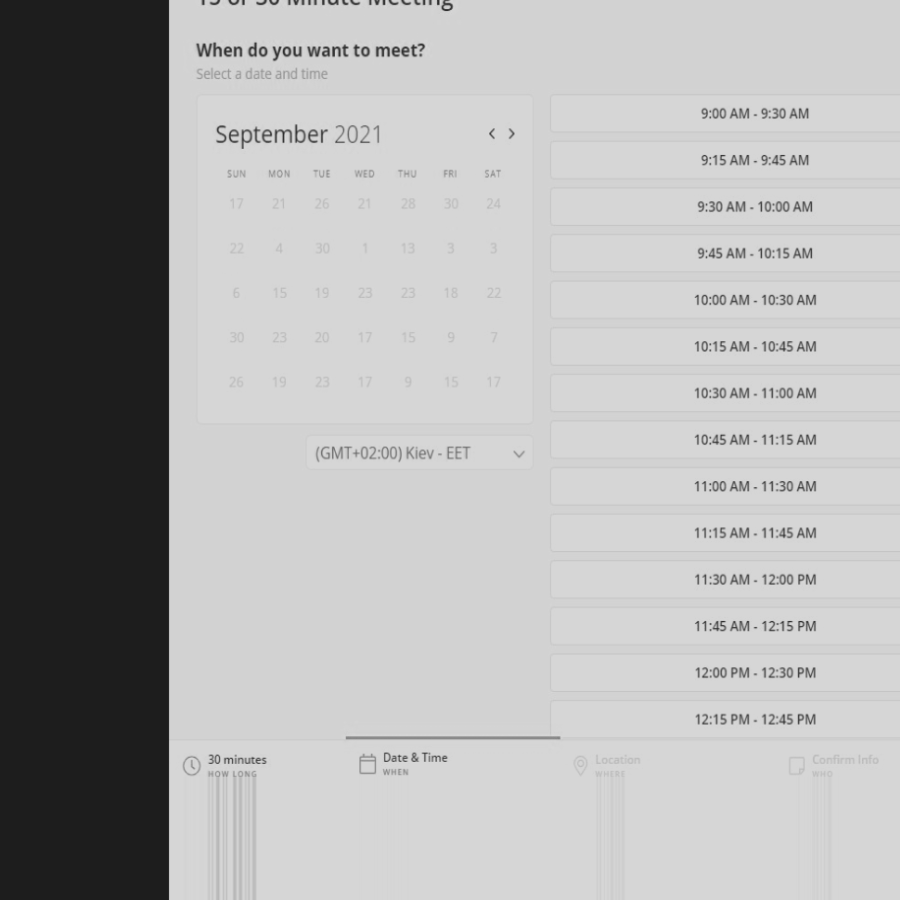 15 or 30 Minute Meeting
When do you want to meet?
Select a date and time
September 2021
SUN MON TUE WED THU FRI SAT
17 21 26 21 28 30 24
22 4 30 1 13 3 3
6 15 19 23 23 18 22
30 23 20 17 15 9 7
26 19 23 17 9 15 17
(GMT+02:00) Kiev - EET
9:00 AM - 9:30 AM
9:15 AM - 9:45 AM
9:30 AM - 10:00 AM
9:45 AM - 10:15 AM
10:00 AM - 10:30 AM
10:15 AM - 10:45 AM
10:30 AM - 11:00 AM
10:45 AM - 11:15 AM
11:00 AM - 11:30 AM
11:15 AM - 11:45 AM
11:30 AM - 12:00 PM
11:45 AM - 12:15 PM
12:00 PM - 12:30 PM
12:15 PM - 12:45 PM
30 minutes
HOW LONG
Date & Time
WHEN
Location
WHERE
Confirm Info
WHO